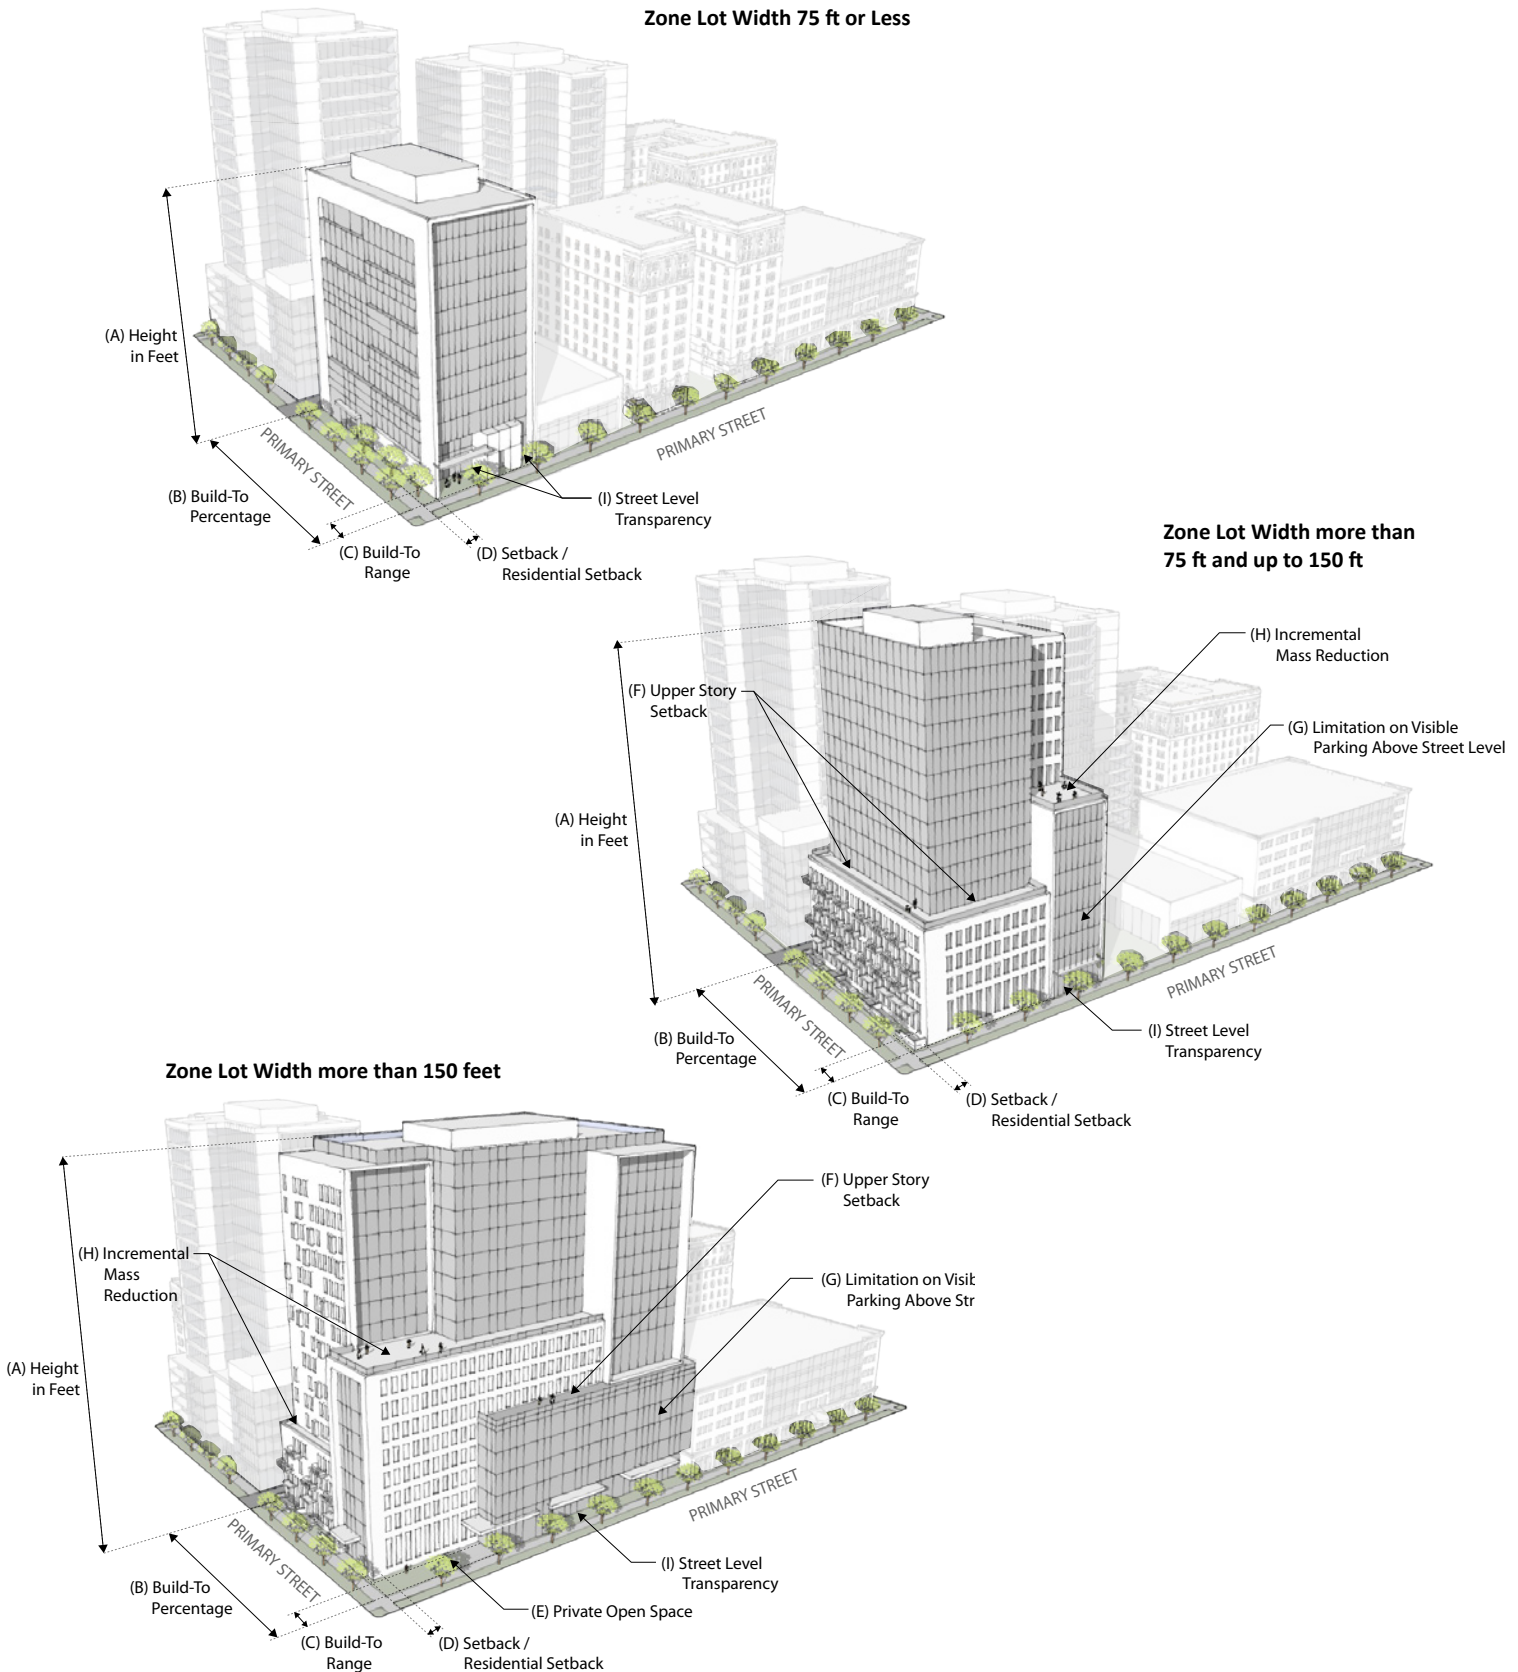 Zone Lot Width 75 ft or Less
(A) Height
in Feet
PRIMARY STREET
PRIMARY STREET
(B) Build-To
Percentage
(I) Street Level
Transparency
(C) Build-To
Range
(D) Setback /
Residential Setback
Zone Lot Width more than
75 ft and up to 150 ft
(H) Incremental
Mass Reduction
(F) Upper Story
Setback
(G) Limitation on Visible
Parking Above Street Level
(A) Height
in Feet
PRIMARY STREET
PRIMARY STREET
(B) Build-To
Percentage
(I) Street Level
Transparency
(C) Build-To
Range
(D) Setback /
Residential Setback
Zone Lot Width more than 150 feet
(F) Upper Story
Setback
(H) Incremental
Mass
Reduction
(G) Limitation on Visib
Parking Above Str
(A) Height
in Feet
PRIMARY STREET
PRIMARY STREET
(I) Street Level
Transparency
(B) Build-To
Percentage
(E) Private Open Space
(C) Build-To
Range
(D) Setback /
Residential Setback